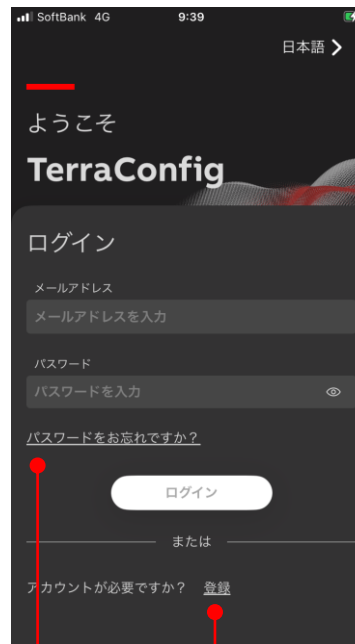 SoftBank 4G 9:39
日本語
ようこそ
TerraConfig
ログイン
メールアドレス
メールアドレスを入力
パスワード
パスワードを入力
パスワードをお忘れですか?
ログイン
または
アカウントが必要ですか? 登録